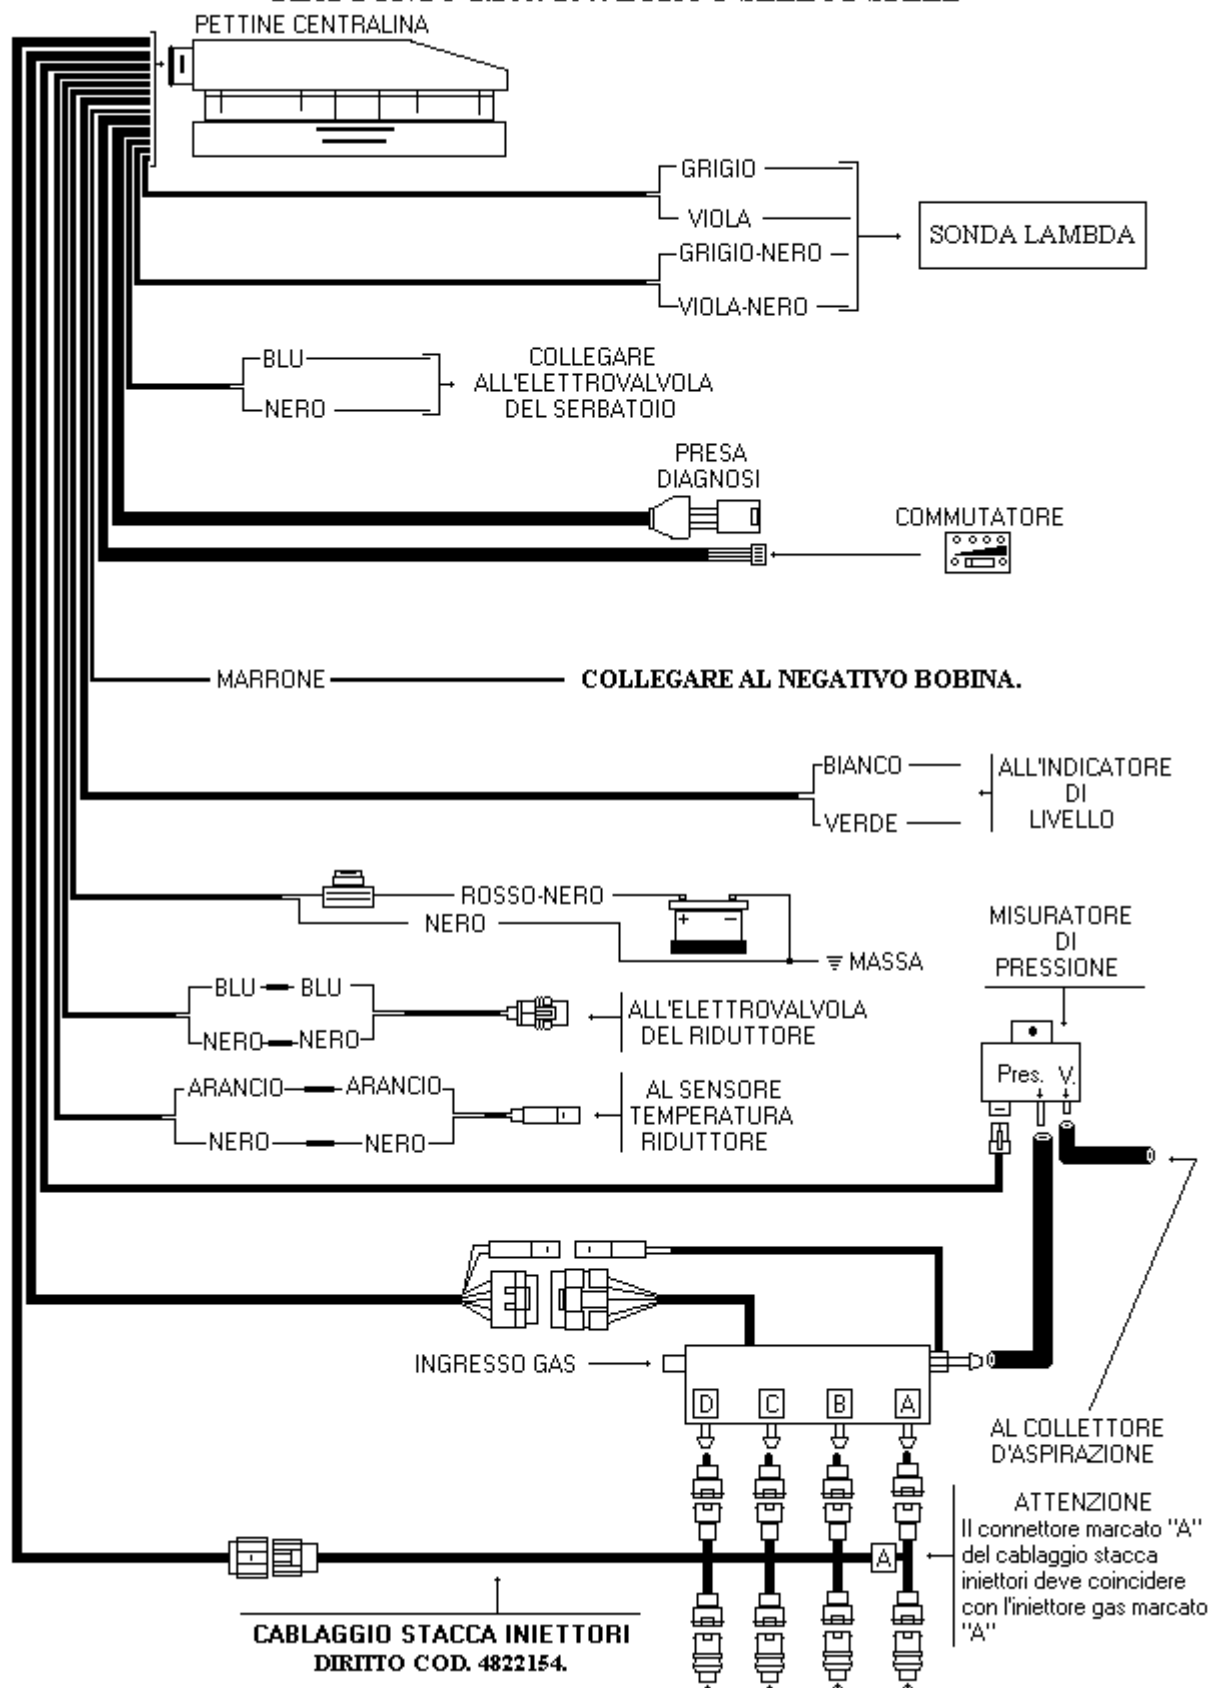 PETTINE CENTRALINA
GRIGIO
VIOLA
GRIGIO-NERO
VIOLA-NERO
SONDA LAMBDA
BLU
NERO
COLLEGARE
ALL'ELETTROVALVOLA
DEL SERBATOIO
PRESA
DIAGNOSI
COMMUTATORE
MARRONE
COLLEGARE AL NEGATIVO BOBINA.
BIANCO
VERDE
ALL'INDICATORE
DI
LIVELLO
ROSSO-NERO
NERO
+ −
MASSA
MISURATORE
DI
PRESSIONE
Pres. V.
BLU BLU
NERO NERO
ALL'ELETTROVALVOLA
DEL RIDUTTORE
ARANCIO ARANCIO
NERO NERO
AL SENSORE
TEMPERATURA
RIDUTTORE
INGRESSO GAS
D C B A
AL COLLETTORE
D'ASPIRAZIONE
A
ATTENZIONE
Il connettore marcato "A"
del cablaggio stacca
iniettori deve coincidere
con l'iniettore gas marcato
"A"
CABLAGGIO STACCA INIETTORI
DIRITTO COD. 4822154.